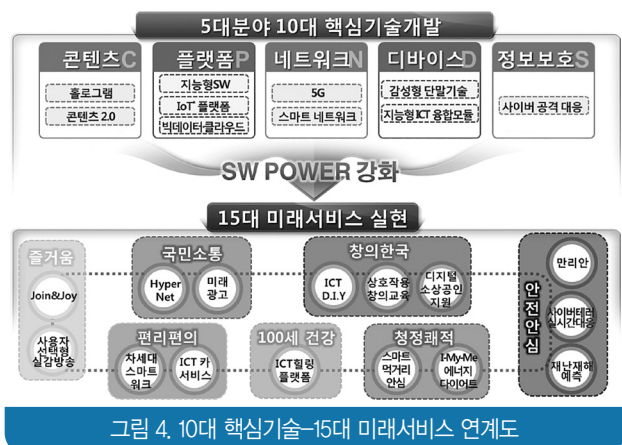 5대분야 10대 핵심기술개발
콘텐츠C
홀로그램
콘텐츠 2.0
플랫폼P
지능형SW
IoT* 플랫폼
빅데이터·클라우드
네트워크N
5G
스마트 네트워크
디바이스D
감성형 단말기술
지능형 ICT 융합모듈
정보보호S
사이버 공격 대응
SW POWER 강화
15대 미래서비스 실현
즐거움
Join&Joy
사용자
선택형
실감방송
국민소통
Hyper
Net
미래
광고
창의한국
ICT
D.I.Y
상호작용
창의교육
디지털
소상공인
지원
편리편의
차세대
스마트
워크
ICT 카
서비스
100세 건강
ICT힐링
플랫폼
청정쾌적
스마트
먹거리
안심
I-My-Me
에너지
다이어트
안전안심
만리안
사이버테러
실시간대응
재난재해
예측
그림 4. 10대 핵심기술-15대 미래서비스 연계도